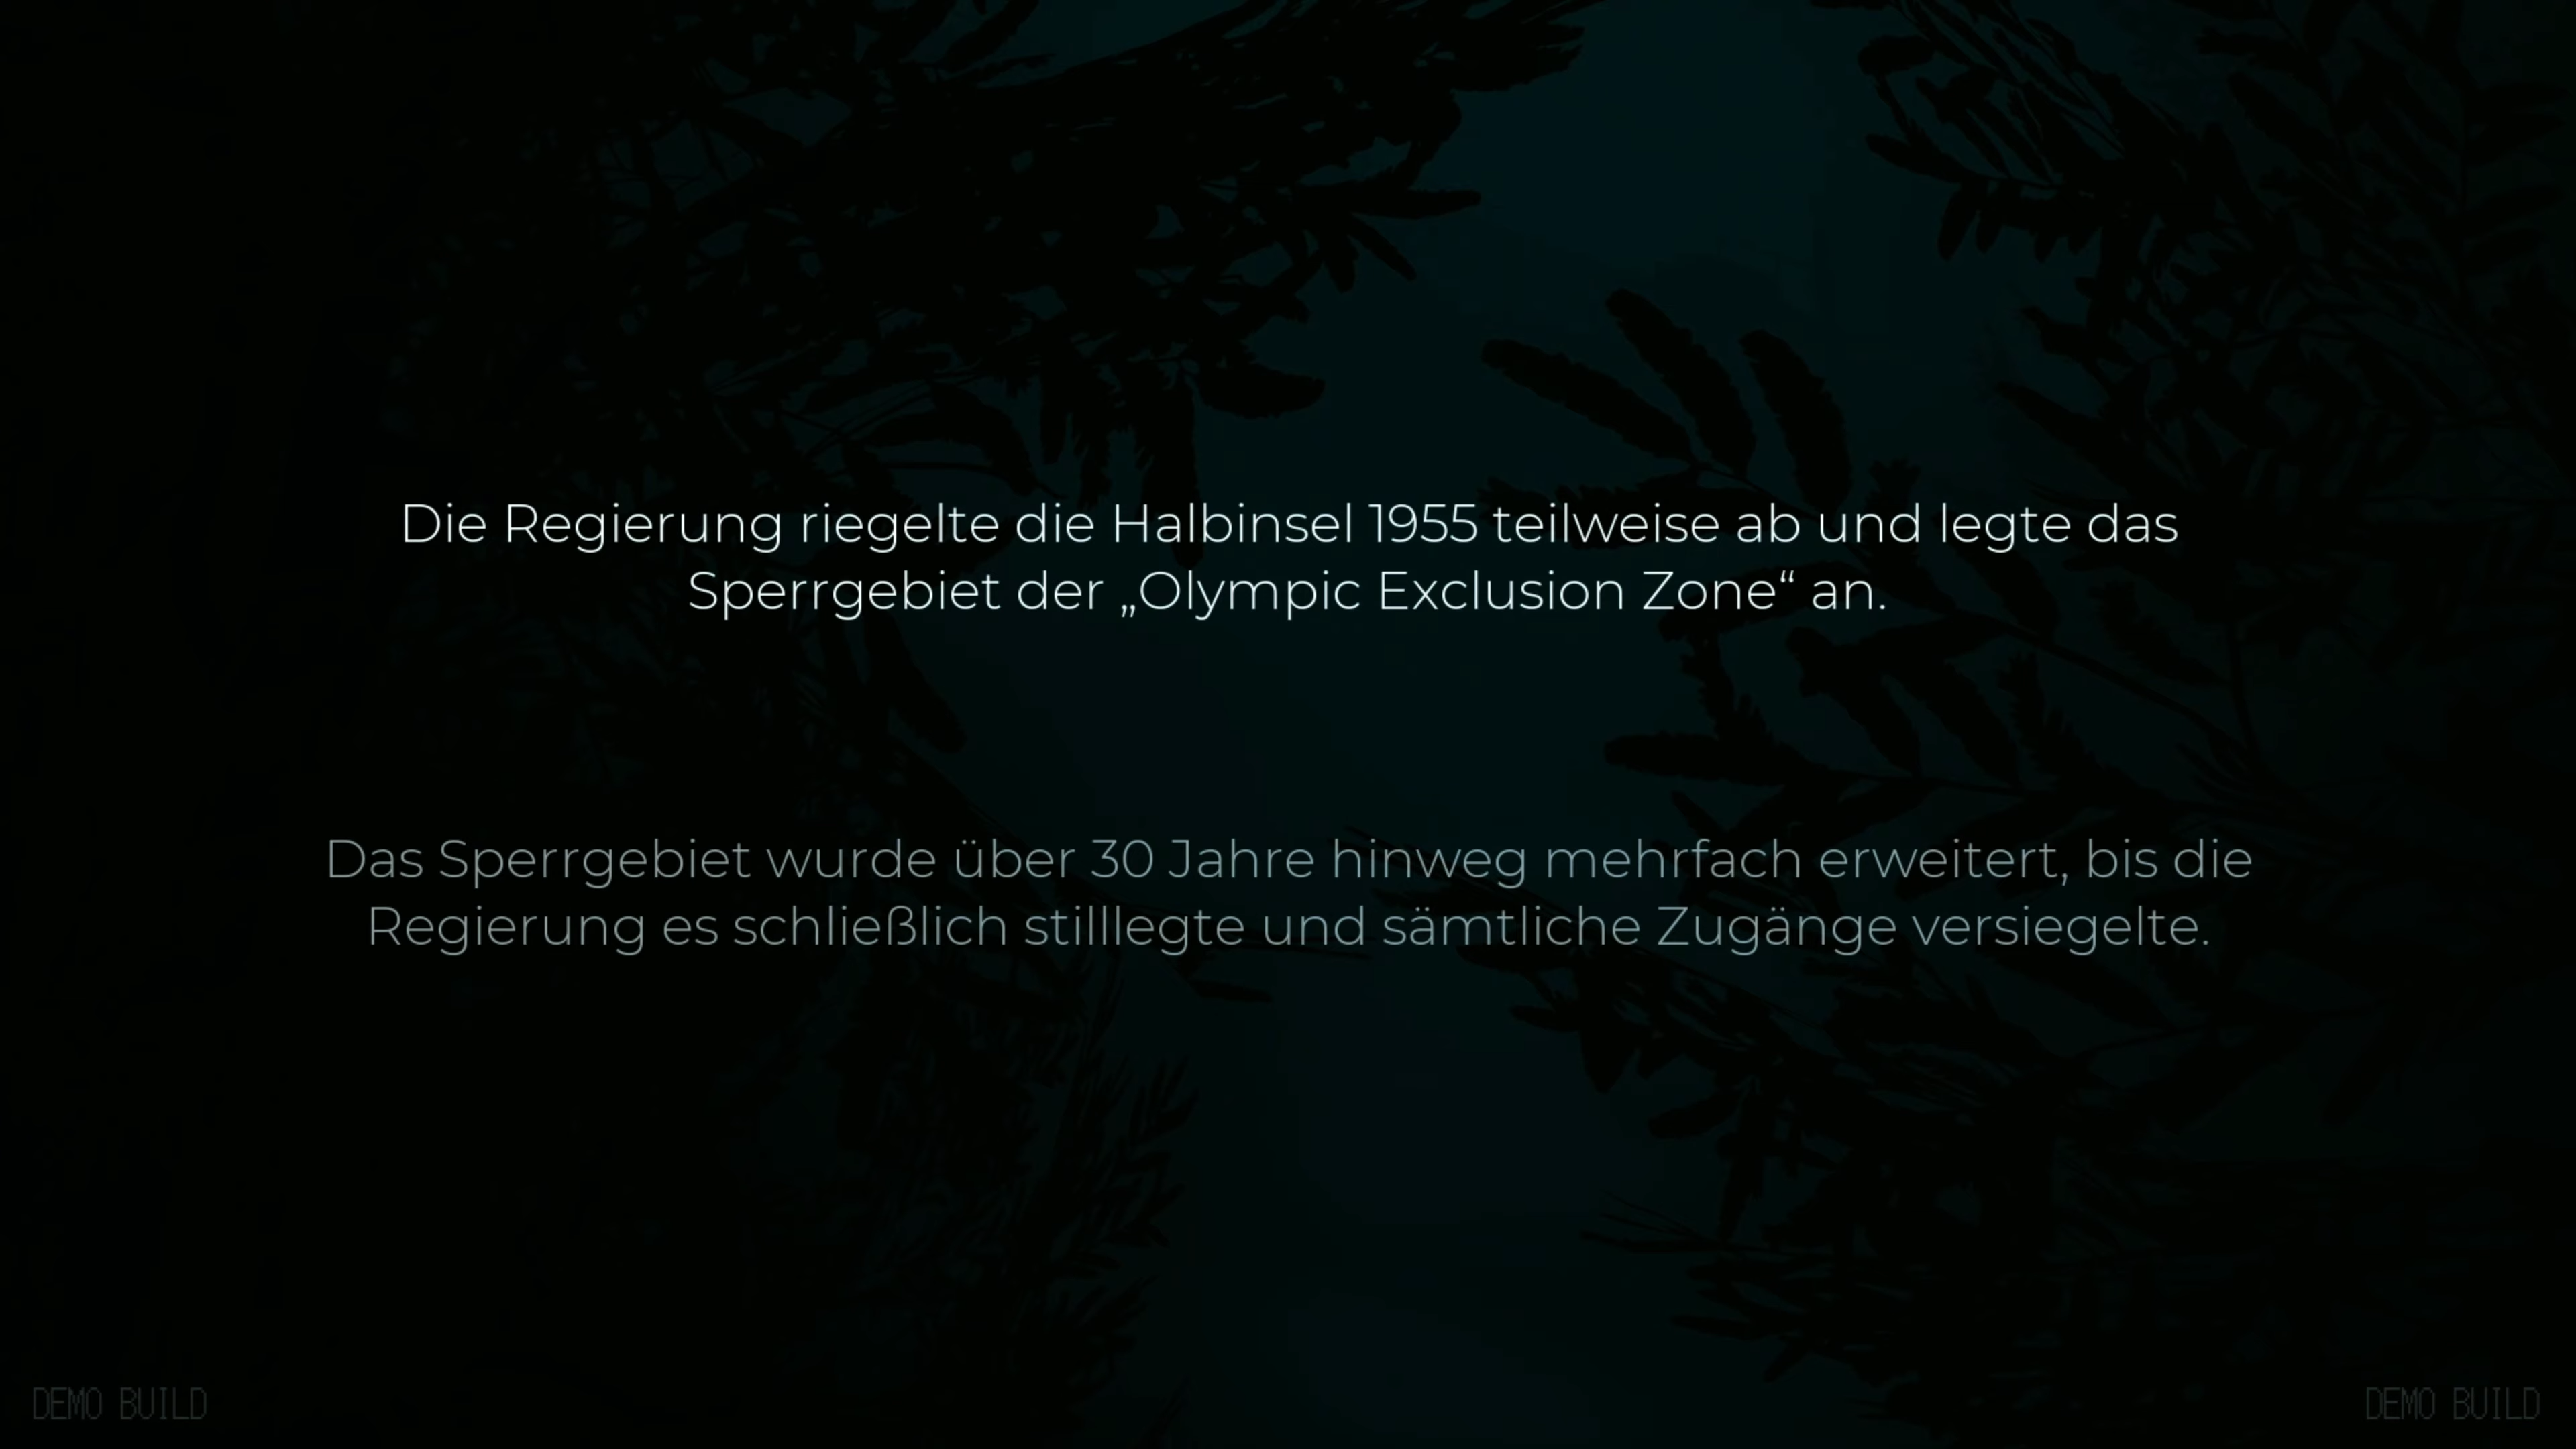 Die Regierung riegelte die Halbinsel 1955 teilweise ab und legte das
Sperrgebiet der „Olympic Exclusion Zone“ an.
Das Sperrgebiet wurde über 30 Jahre hinweg mehrfach erweitert, bis die
Regierung es schließlich stilllegte und sämtliche Zugänge versiegelte.
DEMO BUILD
DEMO BUILD